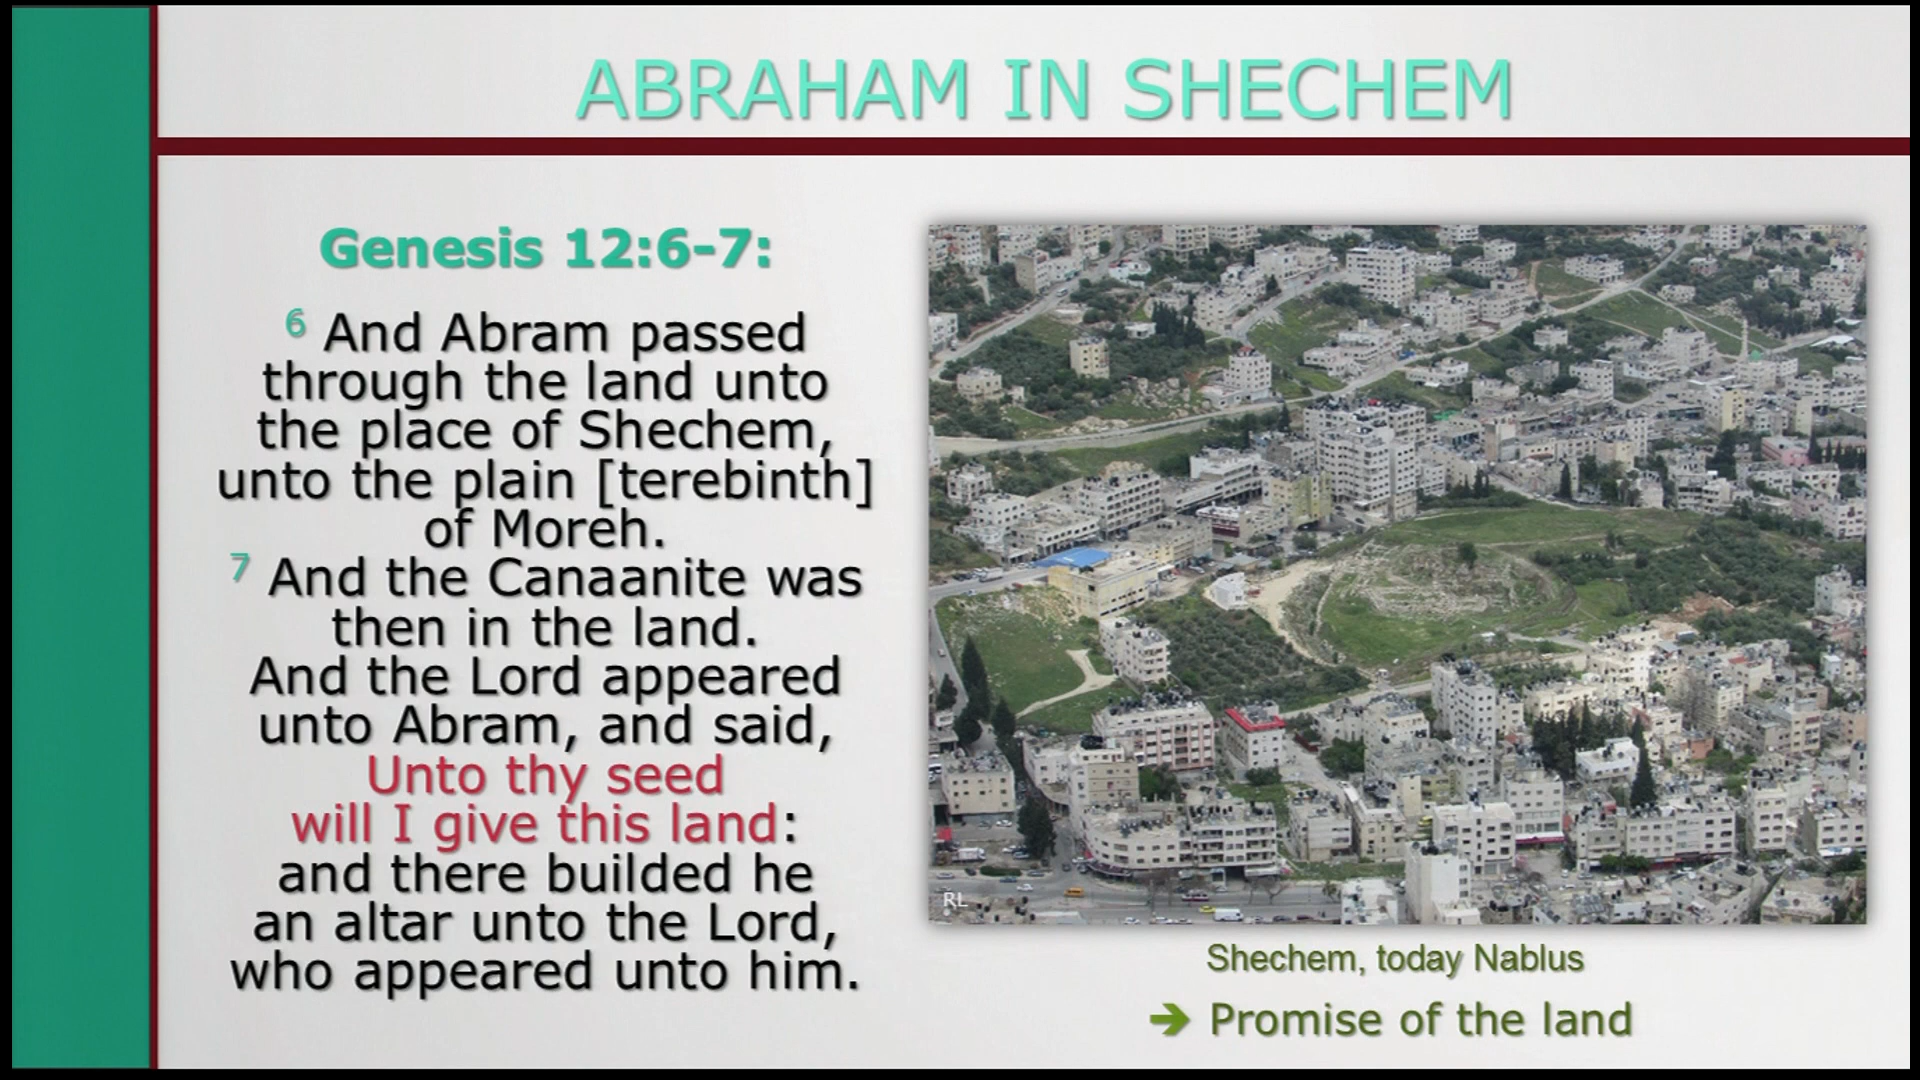 ABRAHAM IN SHECHEM
Genesis 12:6-7:
6 And Abram passed
through the land unto
the place of Shechem,
unto the plain [terebinth]
of Moreh.
7 And the Canaanite was
then in the land.
And the Lord appeared
unto Abram, and said,
Unto thy seed
will I give this land:
and there builded he
an altar unto the Lord,
who appeared unto him.
RL
Shechem, today Nablus
➔ Promise of the land